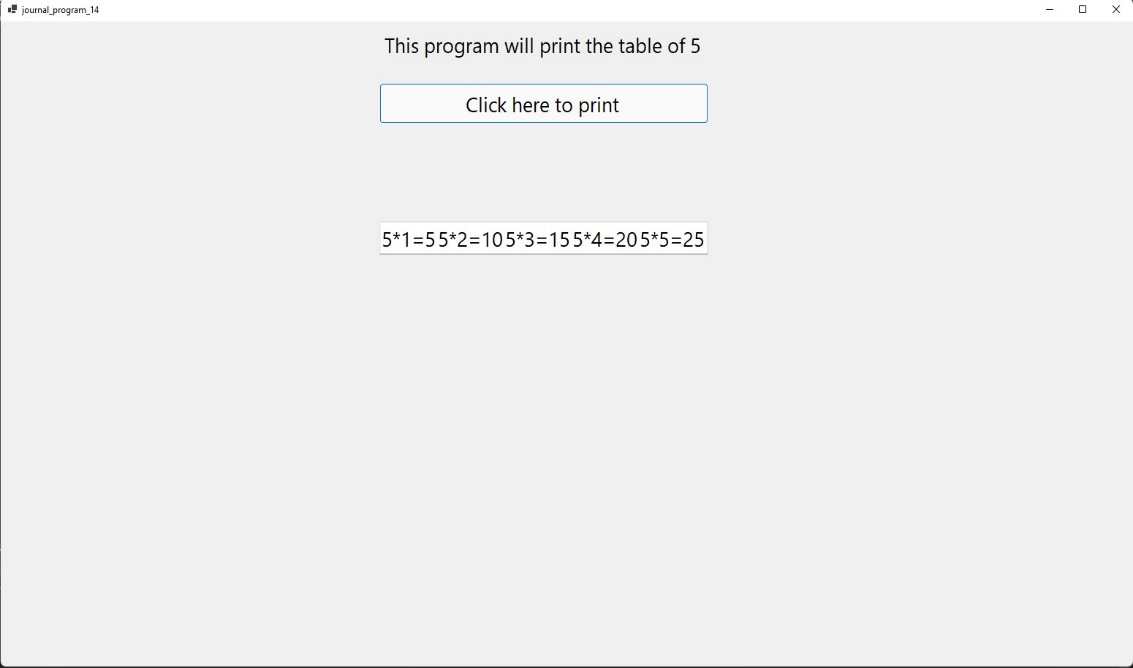 journal_program_14
This program will print the table of 5
Click here to print
5*1=55*2=105*3=155*4=205*5=25